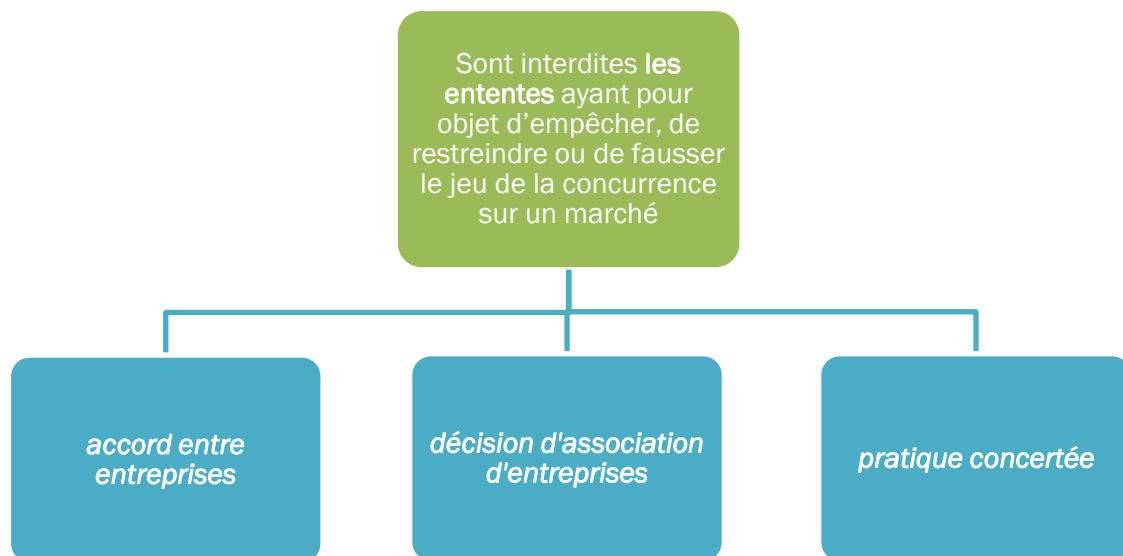 Sont interdites les
ententes ayant pour
objet d’empêcher, de
restreindre ou de fausser
le jeu de la concurrence
sur un marché
accord entre
entreprises
décision d'association
d'entreprises
pratique concertée